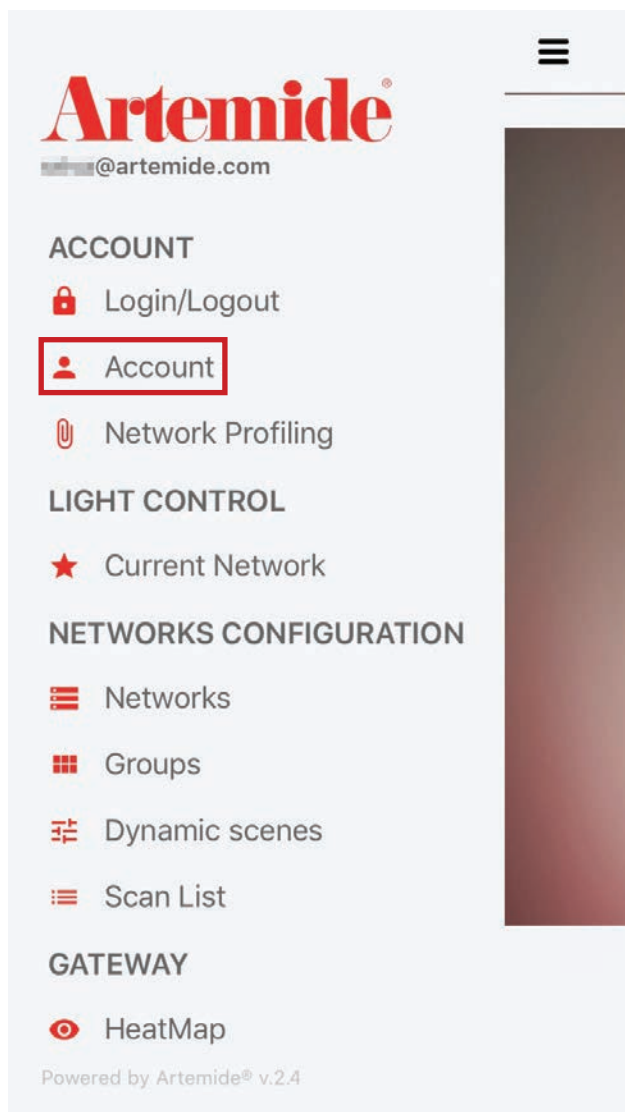 Artemide®
@artemide.com
ACCOUNT
Login/Logout
Account
Network Profiling
LIGHT CONTROL
Current Network
NETWORKS CONFIGURATION
Networks
Groups
Dynamic scenes
Scan List
GATEWAY
HeatMap
Powered by Artemide® v.2.4